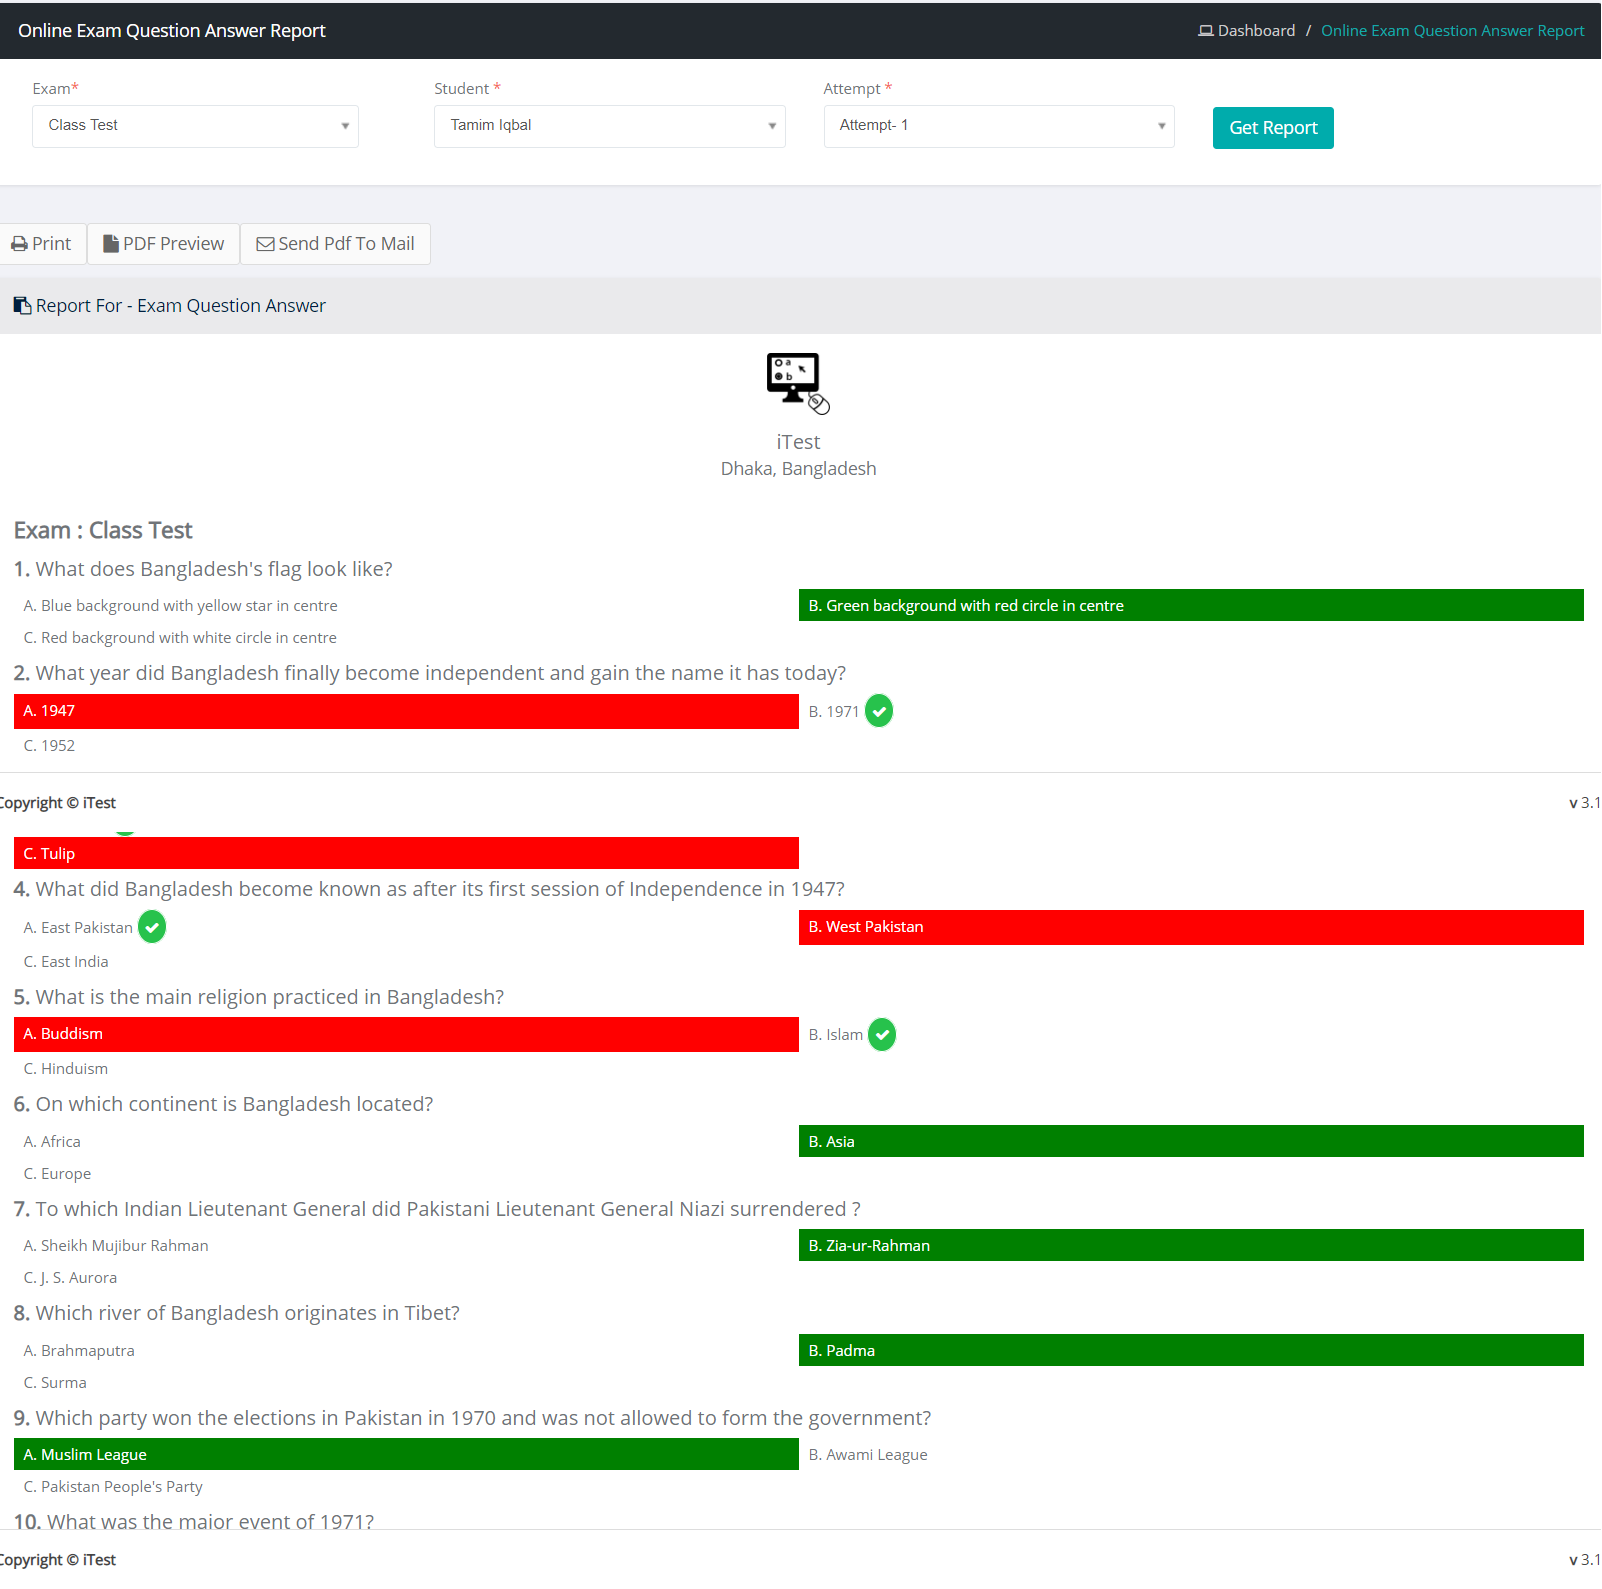 Online Exam Question Answer Report
Dashboard / Online Exam Question Answer Report
Exam* Student * Attempt *
Class Test Tamim Iqbal Attempt- 1 Get Report
Print PDF Preview Send Pdf To Mail
Report For - Exam Question Answer
a
b
iTest
Dhaka, Bangladesh
Exam : Class Test
1. What does Bangladesh's flag look like?
A. Blue background with yellow star in centre B. Green background with red circle in centre
C. Red background with white circle in centre
2. What year did Bangladesh finally become independent and gain the name it has today?
A. 1947 B. 1971
C. 1952
Copyright © iTest v 3.1
C. Tulip
4. What did Bangladesh become known as after its first session of Independence in 1947?
A. East Pakistan B. West Pakistan
C. East India
5. What is the main religion practiced in Bangladesh?
A. Buddism B. Islam
C. Hinduism
6. On which continent is Bangladesh located?
A. Africa B. Asia
C. Europe
7. To which Indian Lieutenant General did Pakistani Lieutenant General Niazi surrendered ?
A. Sheikh Mujibur Rahman B. Zia-ur-Rahman
C. J. S. Aurora
8. Which river of Bangladesh originates in Tibet?
A. Brahmaputra B. Padma
C. Surma
9. Which party won the elections in Pakistan in 1970 and was not allowed to form the government?
A. Muslim League B. Awami League
C. Pakistan People's Party
10. What was the major event of 1971?
Copyright © iTest v 3.1